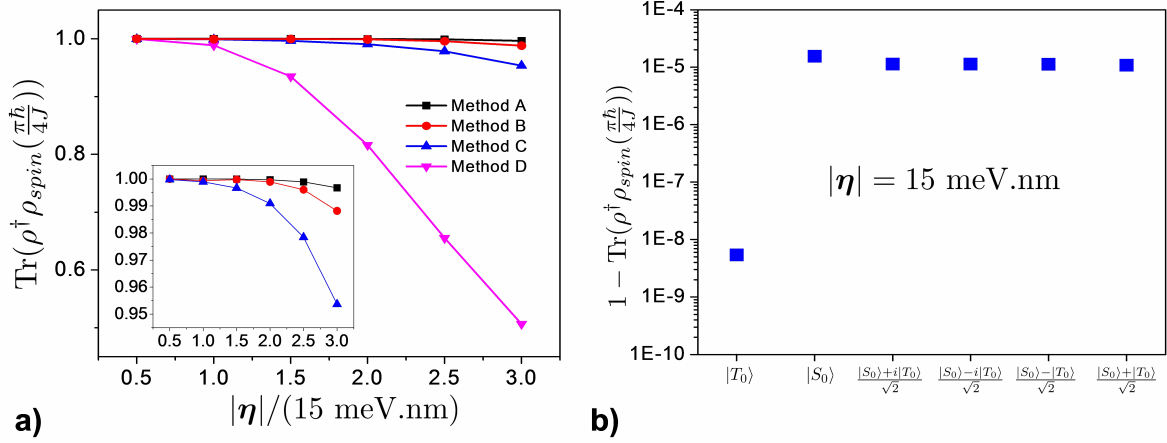 Tr(ρ†ρspin(πℏ/4J))
1.0
0.8
0.6
Method A
Method B
Method C
Method D
1.00
0.99
0.98
0.97
0.96
0.95
0.5 1.0 1.5 2.0 2.5 3.0
0.5 1.0 1.5 2.0 2.5 3.0
|η|/(15 meV.nm)
a)
1 − Tr(ρ†ρspin(πℏ/4J))
1E-4
1E-5
1E-6
1E-7
1E-8
1E-9
1E-10
|η| = 15 meV.nm
|T0⟩ |S0⟩ |S0⟩+i|T0⟩/√2 |S0⟩−i|T0⟩/√2 |S0⟩−|T0⟩/√2 |S0⟩+|T0⟩/√2
b)